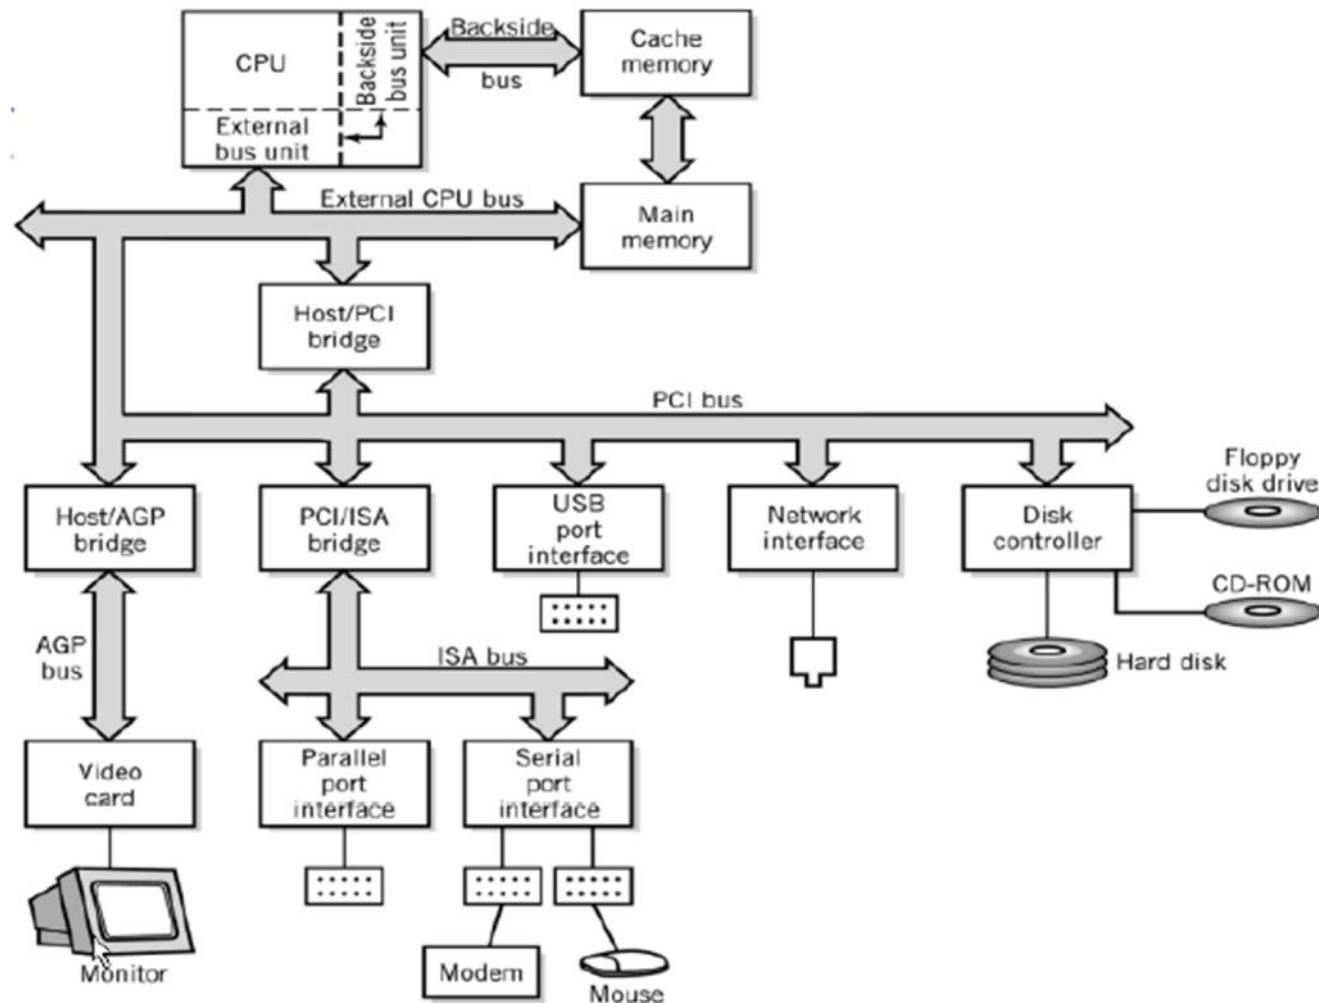 CPU
Backside
bus unit
External
bus unit
Backside
bus
Cache
memory
External CPU bus
Main
memory
Host/PCI
bridge
PCI bus
Host/AGP
bridge
PCI/ISA
bridge
USB
port
interface
Network
interface
Disk
controller
Floppy
disk drive
CD-ROM
Hard disk
AGP
bus
ISA bus
Video
card
Parallel
port
interface
Serial
port
interface
Monitor
Modem
Mouse